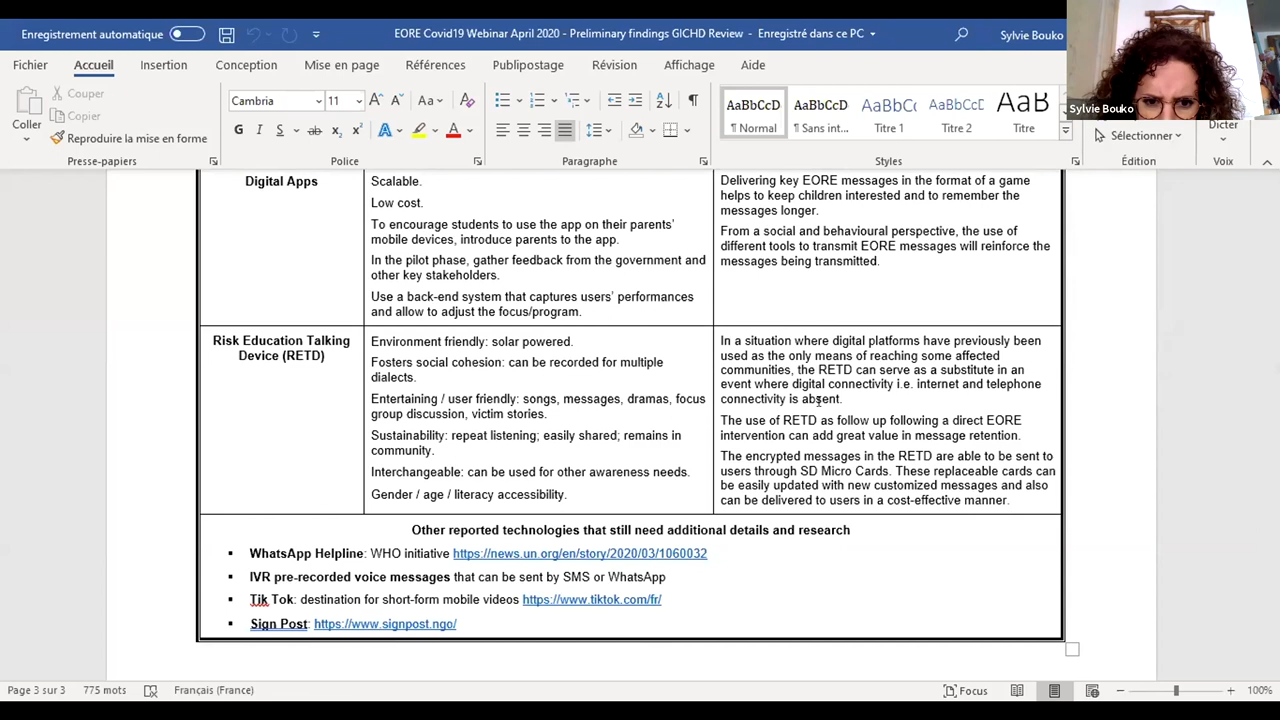 Enregistrement automatique
EORE Covid19 Webinar April 2020 - Preliminary findings GICHD Review - Enregistré dans ce PC
Sylvie Bouko
Fichier Accueil Insertion Conception Mise en page Références Publipostage Révision Affichage Aide
Sylvie Bouko
Coller
Couper
Copier
Reproduire la mise en forme
Presse-papiers
Cambria 11
Aa
G I S ab x₂ x² A A
Police
Paragraphe
AaBbCcD AaBbCcD AaBbCc AaBbCcD AaB
¶ Normal ¶ Sans int... Titre 1 Titre 2 Titre
Styles
Sélectionner
Édition
Dicter
Voix
Digital Apps
Scalable.
Low cost.
To encourage students to use the app on their parents'
mobile devices, introduce parents to the app.
In the pilot phase, gather feedback from the government and
other key stakeholders.
Use a back-end system that captures users' performances
and allow to adjust the focus/program.
Delivering key EORE messages in the format of a game
helps to keep children interested and to remember the
messages longer.
From a social and behavioural perspective, the use of
different tools to transmit EORE messages will reinforce the
messages being transmitted.
Risk Education Talking
Device (RETD)
Environment friendly: solar powered.
Fosters social cohesion: can be recorded for multiple
dialects.
Entertaining / user friendly: songs, messages, dramas, focus
group discussion, victim stories.
Sustainability: repeat listening; easily shared; remains in
community.
Interchangeable: can be used for other awareness needs.
Gender / age / literacy accessibility.
In a situation where digital platforms have previously been
used as the only means of reaching some affected
communities, the RETD can serve as a substitute in an
event where digital connectivity i.e. internet and telephone
connectivity is absent.
The use of RETD as follow up following a direct EORE
intervention can add great value in message retention.
The encrypted messages in the RETD are able to be sent to
users through SD Micro Cards. These replaceable cards can
be easily updated with new customized messages and also
can be delivered to users in a cost-effective manner.
Other reported technologies that still need additional details and research
▪ WhatsApp Helpline: WHO initiative https://news.un.org/en/story/2020/03/1060032
▪ IVR pre-recorded voice messages that can be sent by SMS or WhatsApp
▪ Tik Tok: destination for short-form mobile videos https://www.tiktok.com/fr/
▪ Sign Post: https://www.signpost.ngo/
Page 3 sur 3 775 mots Français (France) Focus 100%